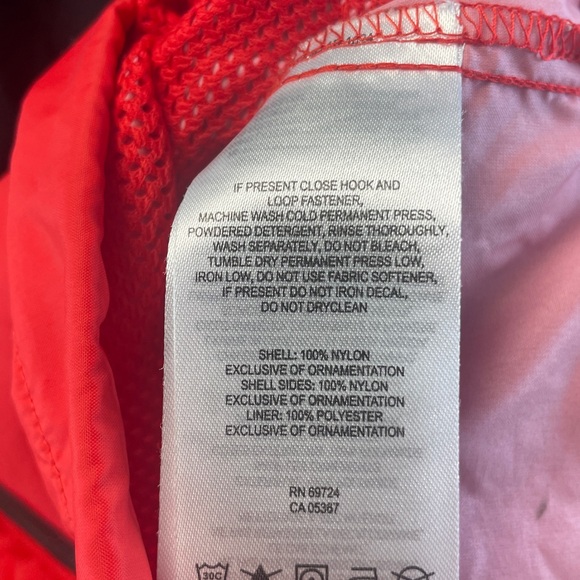 IF PRESENT CLOSE HOOK AND
LOOP FASTENER,
MACHINE WASH COLD PERMANENT PRESS,
POWDERED DETERGENT, RINSE THOROUGHLY,
WASH SEPARATELY, DO NOT BLEACH,
TUMBLE DRY PERMANENT PRESS LOW,
IRON LOW, DO NOT USE FABRIC SOFTENER,
IF PRESENT DO NOT IRON DECAL,
DO NOT DRYCLEAN
SHELL: 100% NYLON
EXCLUSIVE OF ORNAMENTATION
SHELL SIDES: 100% NYLON
EXCLUSIVE OF ORNAMENTATION
LINER: 100% POLYESTER
EXCLUSIVE OF ORNAMENTATION
RN 69724
CA 05367
30C